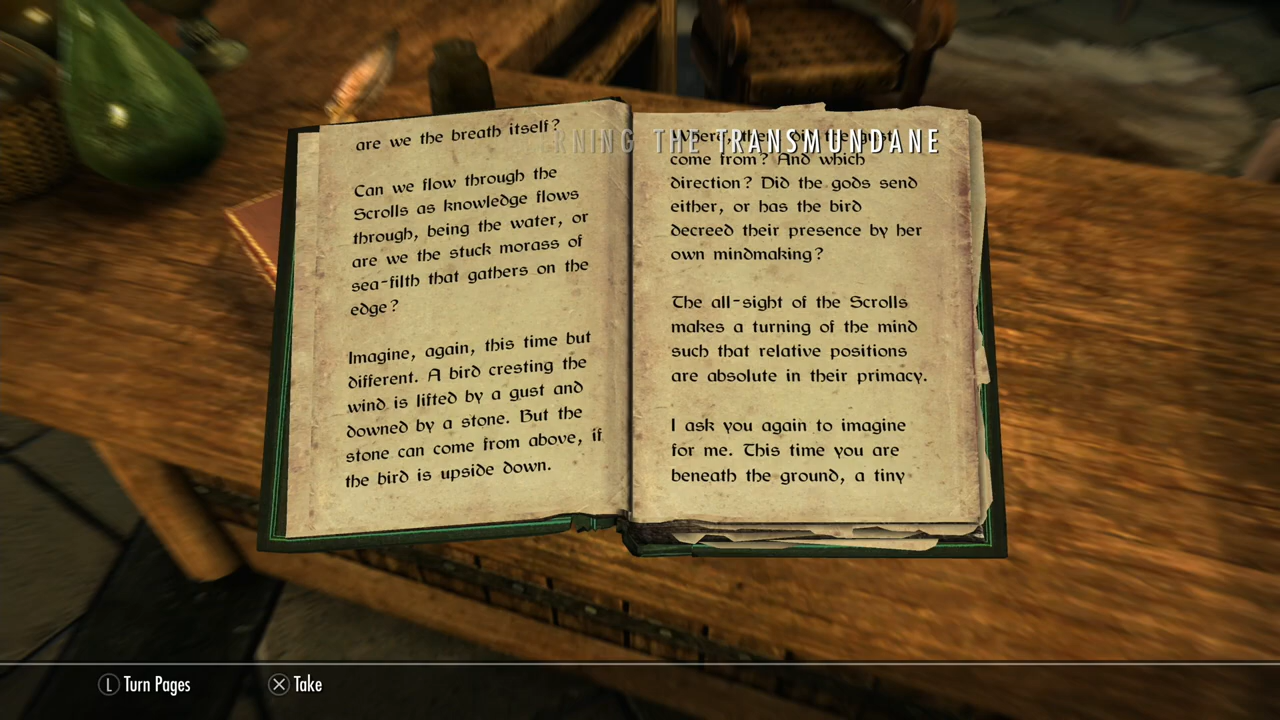 are we the breath itself?
Can we flow through the
Scrolls as knowledge flows
through, being the water, or
are we the stuck morass of
sea-filth that gathers on the
edge?
Imagine, again, this time but
different. A bird cresting the
wind is lifted by a gust and
downed by a stone. But the
stone can come from above, if
the bird is upside down.
RNING THE TRANSMUNDANE
Where, then, did the gust
come from? And which
direction? Did the gods send
either, or has the bird
decreed their presence by her
own mindmaking?
The all-sight of the Scrolls
makes a turning of the mind
such that relative positions
are absolute in their primacy.
I ask you again to imagine
for me. This time you are
beneath the ground, a tiny
L Turn Pages
X Take